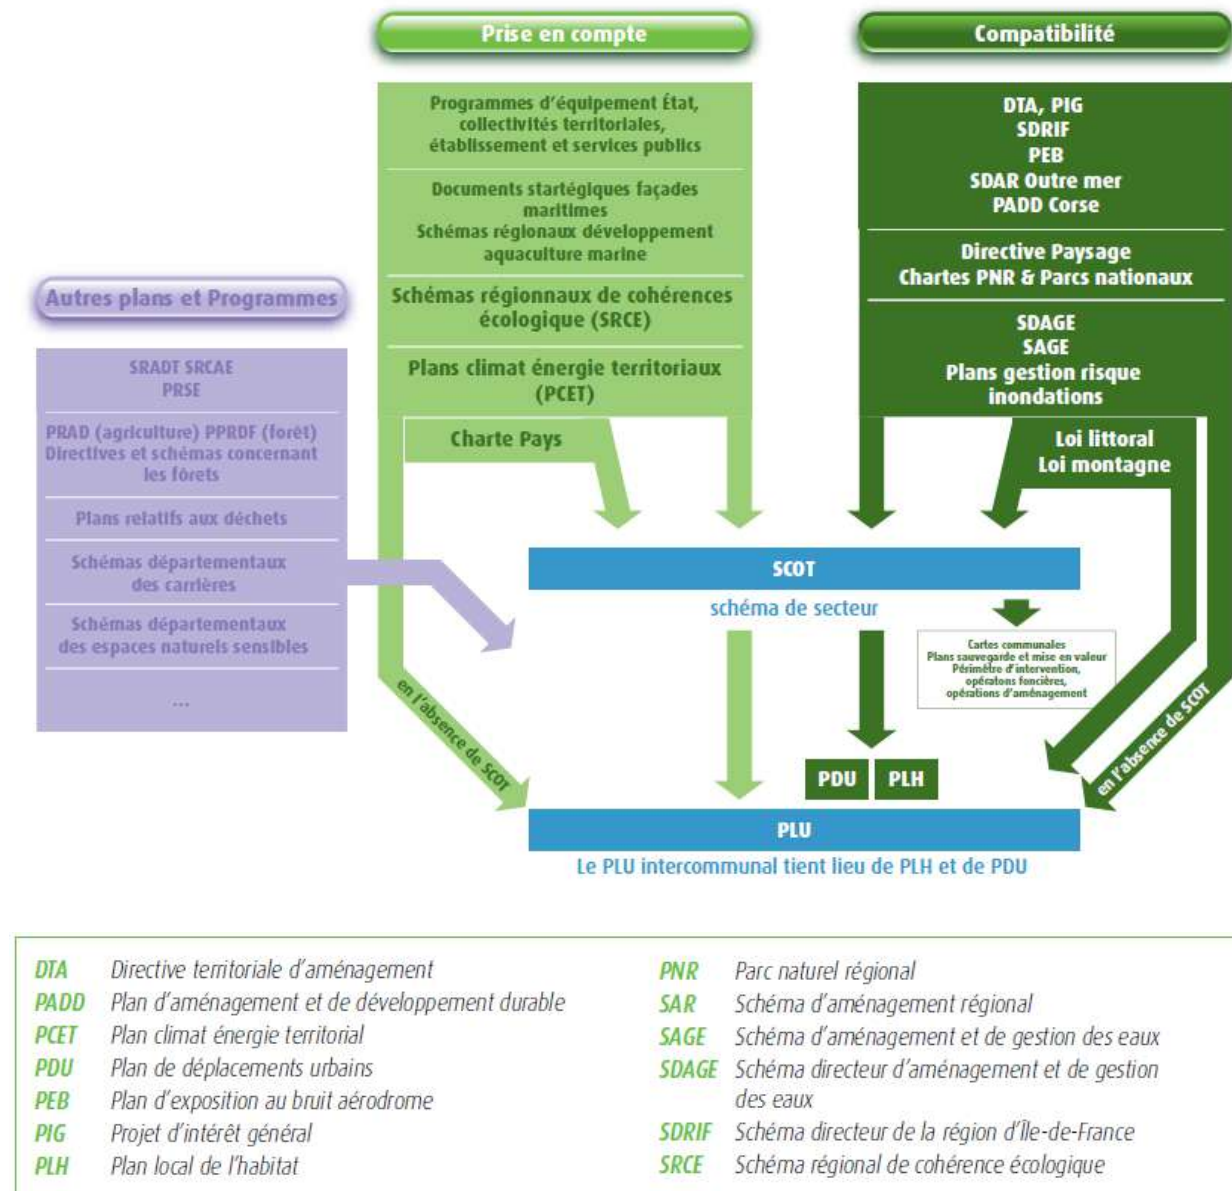 Prise en compte
Programmes d'équipement État,
collectivités territoriales,
établissement et services publics
Documents startégiques façades
maritimes
Schémas régionaux développement
aquaculture marine
Schémas régionnaux de cohérences
écologique (SRCE)
Plans climat énergie territoriaux
(PCET)
Charte Pays
Compatibilité
DTA, PIG
SDRIF
PEB
SDAR Outre mer
PADD Corse
Directive Paysage
Chartes PNR & Parcs nationaux
SDAGE
SAGE
Plans gestion risque
inondations
Loi littoral
Loi montagne
Autres plans et Programmes
SRADT SRCAE
PRSE
PRAD (agriculture) PPRDF (forêt)
Directives et schémas concernant
les fôrets
Plans relatifs aux déchets
Schémas départementaux
des carrières
Schémas départementaux
des espaces naturels sensibles
...
SCOT
schéma de secteur
Cartes communales
Plans sauvegarde et mise en valeur
Périmètre d'intervention,
opératons foncières,
opérations d'aménagement
en l'absence de SCOT
en l'absence de SCOT
PDU
PLH
PLU
Le PLU intercommunal tient lieu de PLH et de PDU
DTA Directive territoriale d'aménagement
PADD Plan d'aménagement et de développement durable
PCET Plan climat énergie territorial
PDU Plan de déplacements urbains
PEB Plan d'exposition au bruit aérodrome
PIG Projet d'intérêt général
PLH Plan local de l'habitat
PNR Parc naturel régional
SAR Schéma d'aménagement régional
SAGE Schéma d'aménagement et de gestion des eaux
SDAGE Schéma directeur d'aménagement et de gestion
des eaux
SDRIF Schéma directeur de la région d'Île-de-France
SRCE Schéma régional de cohérence écologique